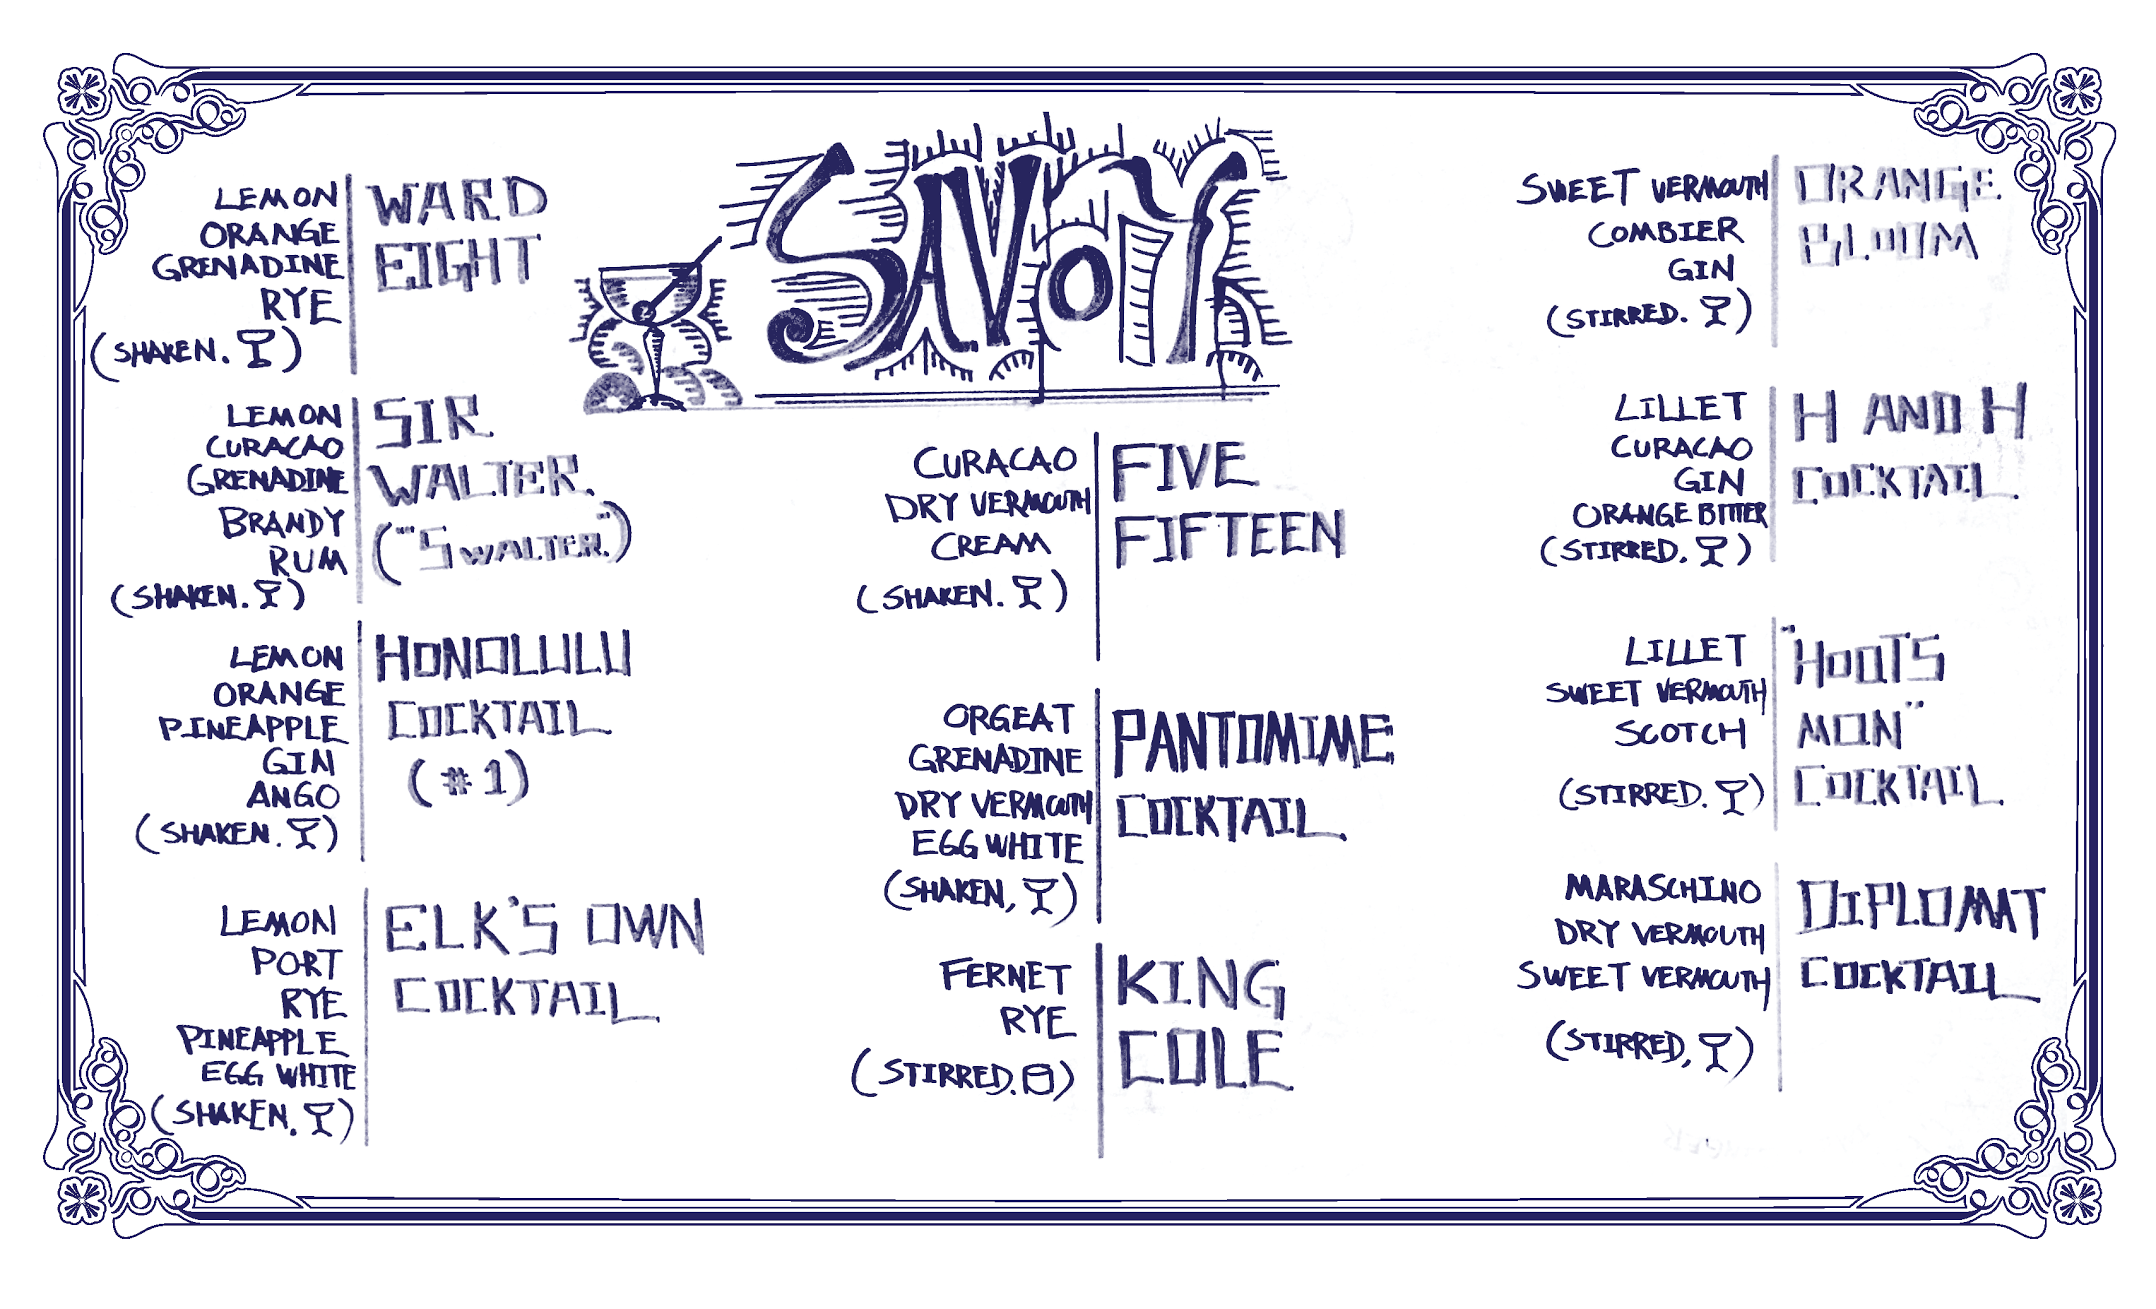 SAVOY
LEMON
ORANGE
GRENADINE
RYE
(SHAKEN. )
WARD
EIGHT
LEMON
CURACAO
GRENADINE
BRANDY
RUM
(SHAKEN. )
SIR
WALTER.
("SWALTER.")
LEMON
ORANGE
PINEAPPLE
GIN
ANGO
(SHAKEN. )
HONOLULU
COCKTAIL
(#1)
LEMON
PORT
RYE
PINEAPPLE
EGG WHITE
(SHAKEN. )
ELK'S OWN
COCKTAIL
CURACAO
DRY VERMOUTH
CREAM
(SHAKEN. )
FIVE
FIFTEEN
ORGEAT
GRENADINE
DRY VERMOUTH
EGG WHITE
(SHAKEN, )
PANTOMIME
COCKTAIL.
FERNET
RYE
(STIRRED. )
KING
COLE
SWEET VERMOUTH
COMBIER
GIN
(STIRRED. )
ORANGE
BLOOM
LILLET
CURACAO
GIN
ORANGE BITTER
(STIRRED. )
H AND H
COCKTAIL.
LILLET
SWEET VERMOUTH
SCOTCH
(STIRRED. )
"HOOTS
MON"
COCKTAIL.
MARASCHINO
DRY VERMOUTH
SWEET VERMOUTH
(STIRRED, )
DIPLOMAT
COCKTAIL